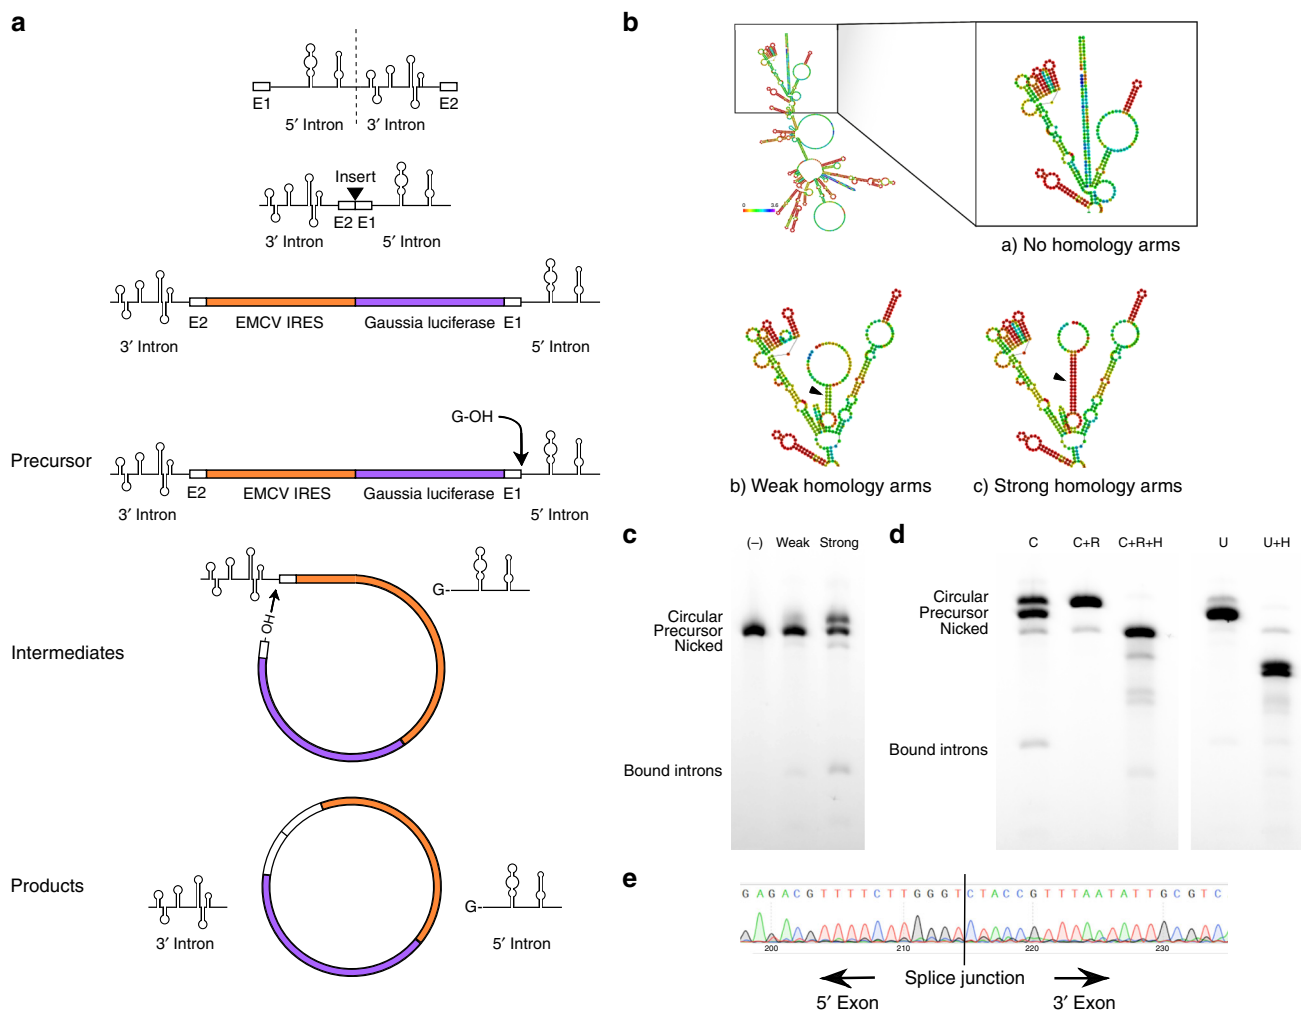 a
E1
E2
5′ Intron
3′ Intron
Insert
E2 E1
3′ Intron
5′ Intron
E2
EMCV IRES
Gaussia luciferase
E1
3′ Intron
5′ Intron
G-OH
Precursor
E2
EMCV IRES
Gaussia luciferase
E1
3′ Intron
5′ Intron
G-
OH
Intermediates
Products
G-
3′ Intron
5′ Intron
b
0
3.6
a) No homology arms
b) Weak homology arms
c) Strong homology arms
c
(–) Weak Strong
Circular
Precursor
Nicked
Bound introns
d
C C+R C+R+H U U+H
Circular
Precursor
Nicked
Bound introns
e
G A G A C G T T T T C T T G G G T C T A C C G T T T A A T A T T G C G T C
200 210 220 230
Splice junction
5′ Exon
3′ Exon